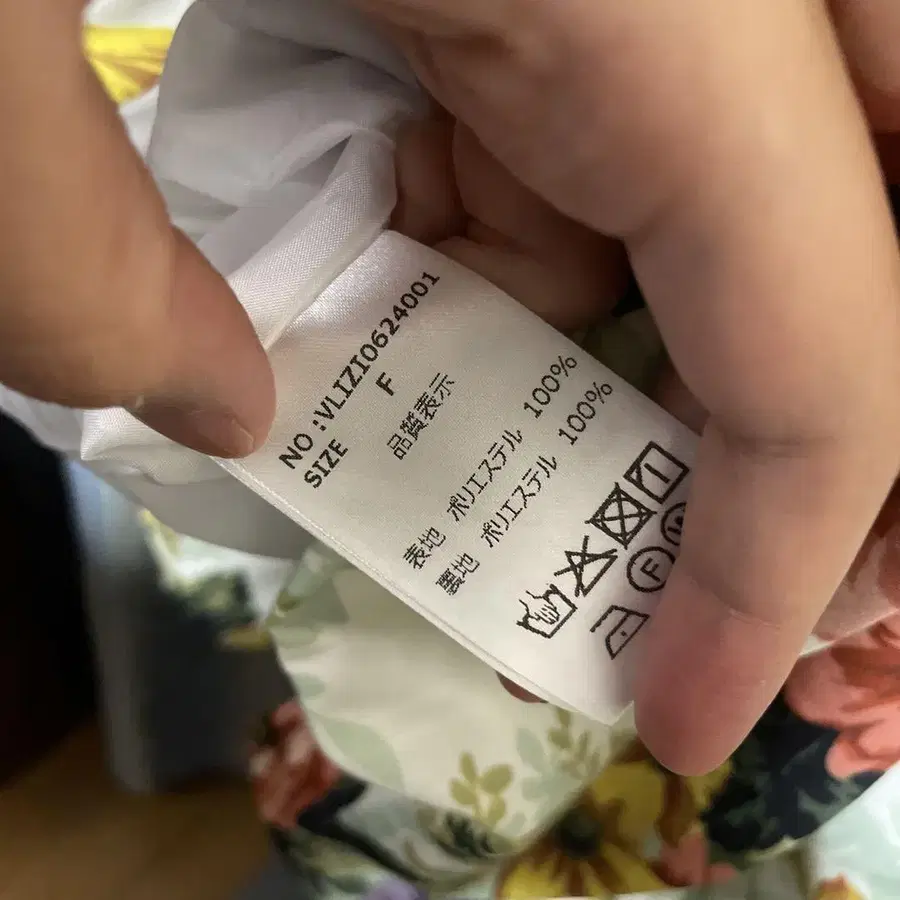 NO :VLIZI0624001
SIZE F
品質表示
表地 ポリエステル 100%
裏地 ポリエステル 100%
F